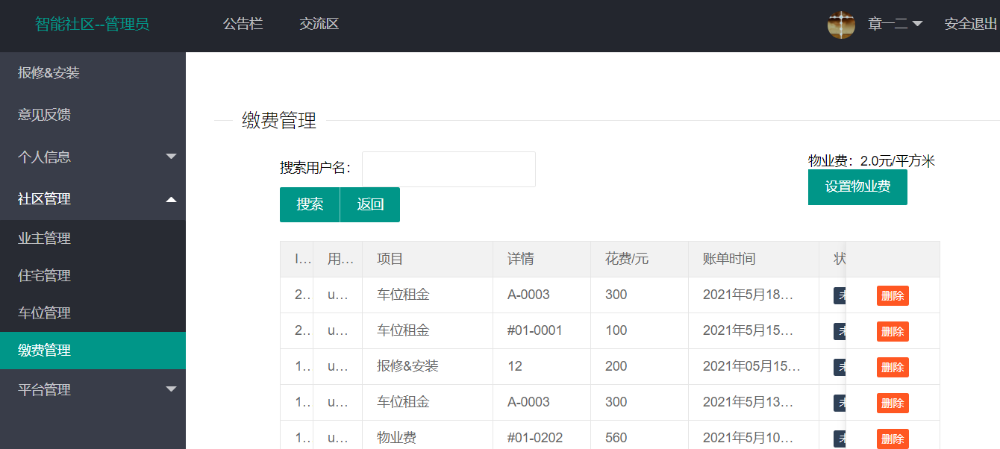 智能社区--管理员 公告栏 交流区 章一二 安全退出
报修&安装
意见反馈
个人信息
社区管理
业主管理
住宅管理
车位管理
缴费管理
平台管理
缴费管理
搜索用户名：
搜索 返回
物业费：2.0元/平方米
设置物业费
I... 用... 项目 详情 花费/元 账单时间 状
2.. u... 车位租金 A-0003 300 2021年5月18... 删除
2.. u... 车位租金 #01-0001 100 2021年5月15... 删除
1.. u... 报修&安装 12 200 2021年05月15... 删除
1.. u... 车位租金 A-0003 300 2021年5月13... 删除
1.. u... 物业费 #01-0202 560 2021年5月10... 删除